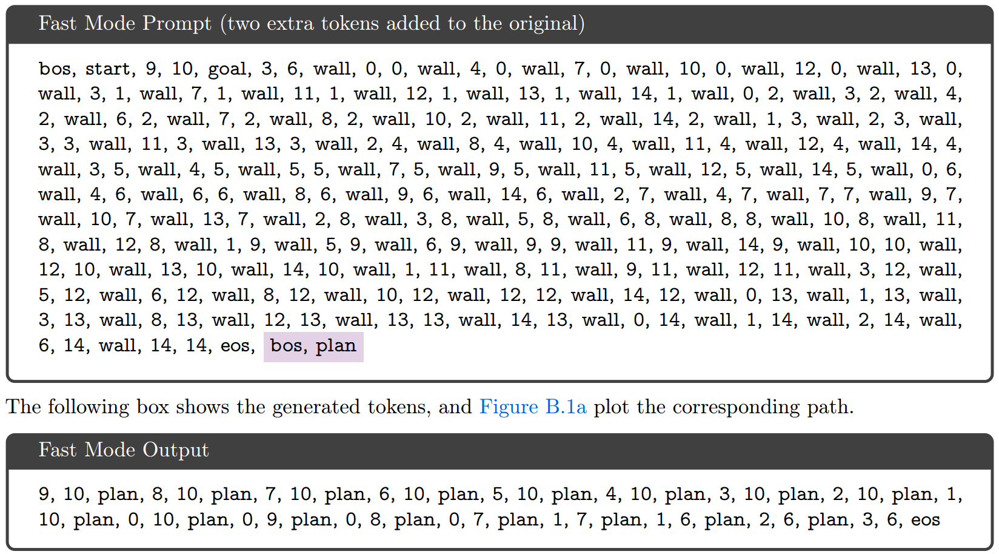 Fast Mode Prompt (two extra tokens added to the original)
bos, start, 9, 10, goal, 3, 6, wall, 0, 0, wall, 4, 0, wall, 7, 0, wall, 10, 0, wall, 12, 0, wall, 13, 0,
wall, 3, 1, wall, 7, 1, wall, 11, 1, wall, 12, 1, wall, 13, 1, wall, 14, 1, wall, 0, 2, wall, 3, 2, wall, 4,
2, wall, 6, 2, wall, 7, 2, wall, 8, 2, wall, 10, 2, wall, 11, 2, wall, 14, 2, wall, 1, 3, wall, 2, 3, wall,
3, 3, wall, 11, 3, wall, 13, 3, wall, 2, 4, wall, 8, 4, wall, 10, 4, wall, 11, 4, wall, 12, 4, wall, 14, 4,
wall, 3, 5, wall, 4, 5, wall, 5, 5, wall, 7, 5, wall, 9, 5, wall, 11, 5, wall, 12, 5, wall, 14, 5, wall, 0, 6,
wall, 4, 6, wall, 6, 6, wall, 8, 6, wall, 9, 6, wall, 14, 6, wall, 2, 7, wall, 4, 7, wall, 7, 7, wall, 9, 7,
wall, 10, 7, wall, 13, 7, wall, 2, 8, wall, 3, 8, wall, 5, 8, wall, 6, 8, wall, 8, 8, wall, 10, 8, wall, 11,
8, wall, 12, 8, wall, 1, 9, wall, 5, 9, wall, 6, 9, wall, 9, 9, wall, 11, 9, wall, 14, 9, wall, 10, 10, wall,
12, 10, wall, 13, 10, wall, 14, 10, wall, 1, 11, wall, 8, 11, wall, 9, 11, wall, 12, 11, wall, 3, 12, wall,
5, 12, wall, 6, 12, wall, 8, 12, wall, 10, 12, wall, 12, 12, wall, 14, 12, wall, 0, 13, wall, 1, 13, wall,
3, 13, wall, 8, 13, wall, 12, 13, wall, 13, 13, wall, 14, 13, wall, 0, 14, wall, 1, 14, wall, 2, 14, wall,
6, 14, wall, 14, 14, eos, bos, plan
The following box shows the generated tokens, and Figure B.1a plot the corresponding path.
Fast Mode Output
9, 10, plan, 8, 10, plan, 7, 10, plan, 6, 10, plan, 5, 10, plan, 4, 10, plan, 3, 10, plan, 2, 10, plan, 1,
10, plan, 0, 10, plan, 0, 9, plan, 0, 8, plan, 0, 7, plan, 1, 7, plan, 1, 6, plan, 2, 6, plan, 3, 6, eos